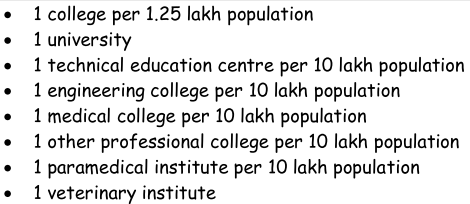 • 1 college per 1.25 lakh population
• 1 university
• 1 technical education centre per 10 lakh population
• 1 engineering college per 10 lakh population
• 1 medical college per 10 lakh population
• 1 other professional college per 10 lakh population
• 1 paramedical institute per 10 lakh population
• 1 veterinary institute